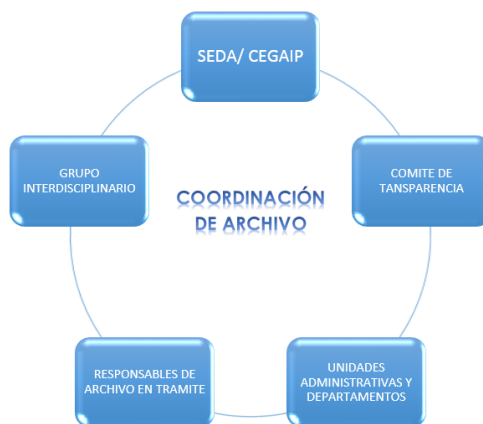 SEDA/ CEGAIP
GRUPO
INTERDISCIPLINARIO
COMITE DE
TANSPARENCIA
COORDINACIÓN
DE ARCHIVO
RESPONSABLES DE
ARCHIVO EN TRAMITE
UNIDADES
ADMINISTRATIVAS Y
DEPARTAMENTOS